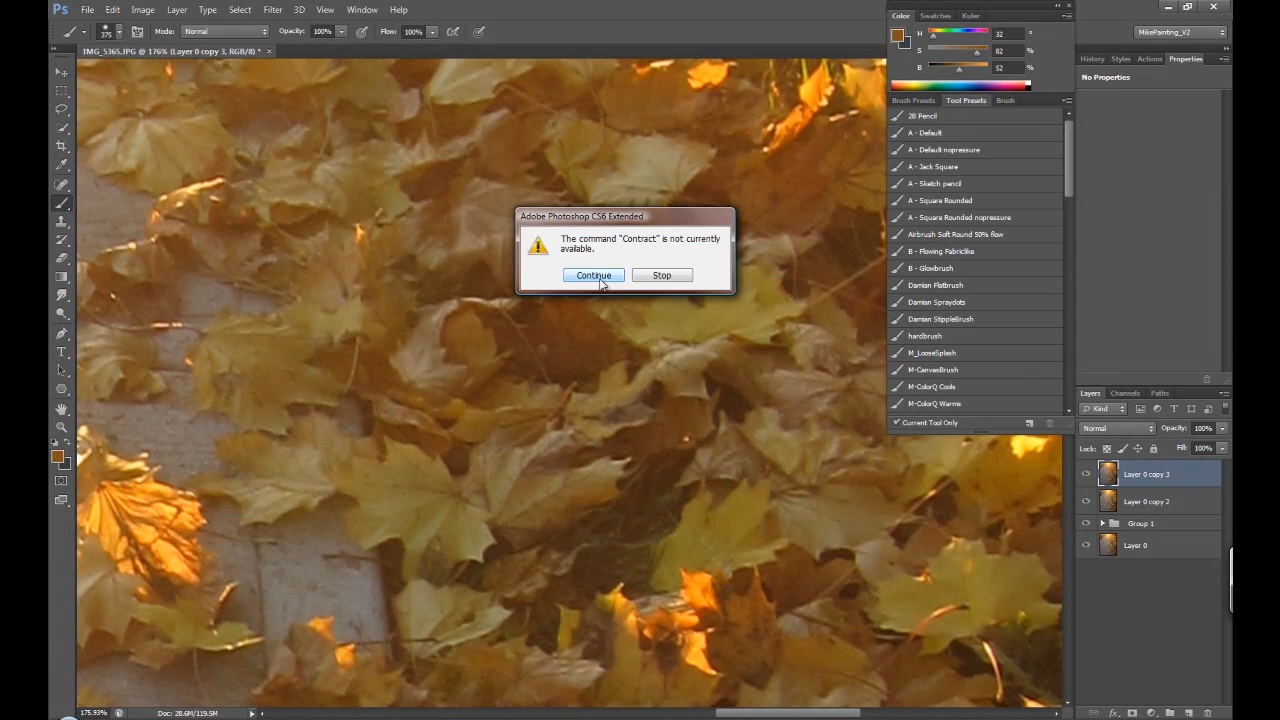 Ps File Edit Image Layer Type Select Filter 3D View Window Help
375 Mode: Normal Opacity: 100% Flow: 100%
MikePainting_V2
IMG_5365.JPG @ 176% (Layer 0 copy 3, RGB/8) * ×
Color Swatches Kuler
H 32 °
S 82 %
B 52 %
Brush Presets Tool Presets Brush
2B Pencil
A - Default
A - Default nopressure
A - Jack Square
A - Sketch pencil
A - Square Rounded
A - Square Rounded nopressure
Airbrush Soft Round 50% flow
B - Flowing Fabriclike
B - Glowbrush
Damian Flatbrush
Damian Spraydots
Damian StippleBrush
hardbrush
M_LooseSplash
M-CanvasBrush
M-ColorQ Cools
M-ColorQ Warms
Current Tool Only
History Styles Actions Properties
No Properties
Adobe Photoshop CS6 Extended
The command "Contract" is not currently
available.
Continue Stop
Layers Channels Paths
Kind
Normal Opacity: 100%
Lock: Fill: 100%
Layer 0 copy 3
Layer 0 copy 2
Group 1
Layer 0
175.93% Doc: 28.6M/119.5M